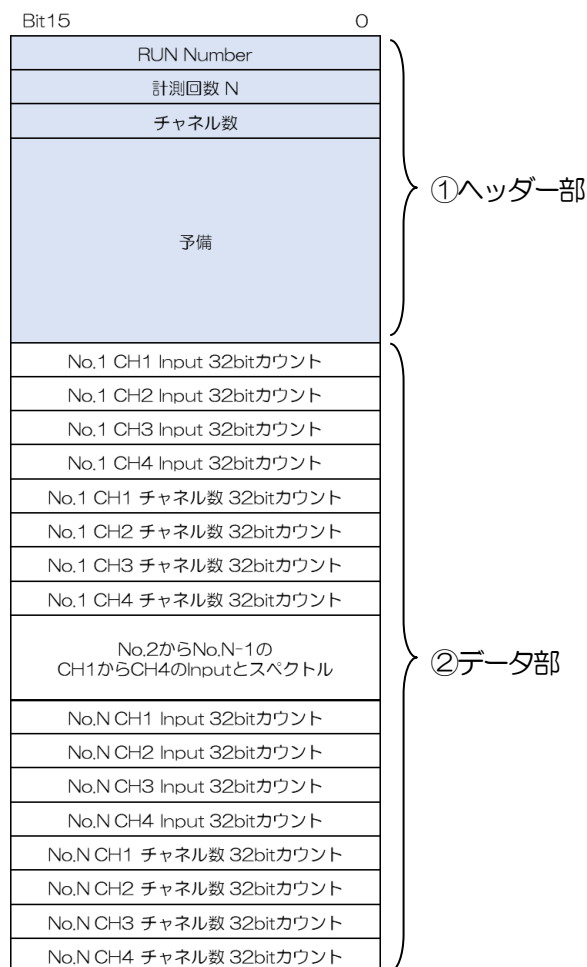 Bit15 0
RUN Number
計測回数 N
チャネル数
予備
①ヘッダー部
No.1 CH1 Input 32bitカウント
No.1 CH2 Input 32bitカウント
No.1 CH3 Input 32bitカウント
No.1 CH4 Input 32bitカウント
No.1 CH1 チャネル数 32bitカウント
No.1 CH2 チャネル数 32bitカウント
No.1 CH3 チャネル数 32bitカウント
No.1 CH4 チャネル数 32bitカウント
No.2からNo.N-1の
CH1からCH4のInputとスペクトル
②データ部
No.N CH1 Input 32bitカウント
No.N CH2 Input 32bitカウント
No.N CH3 Input 32bitカウント
No.N CH4 Input 32bitカウント
No.N CH1 チャネル数 32bitカウント
No.N CH2 チャネル数 32bitカウント
No.N CH3 チャネル数 32bitカウント
No.N CH4 チャネル数 32bitカウント